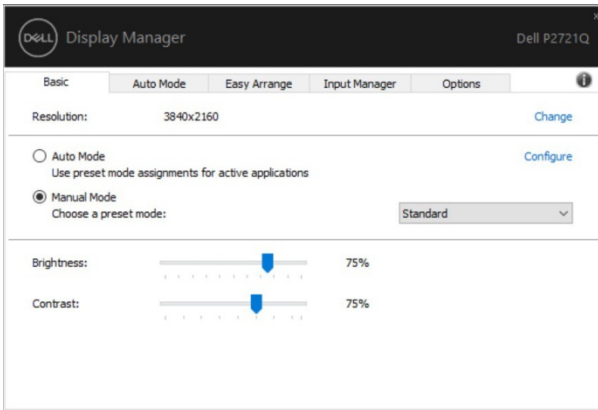 DELL Display Manager
Dell P2721Q
Basic Auto Mode Easy Arrange Input Manager Options
Resolution: 3840x2160 Change
Auto Mode Configure
Use preset mode assignments for active applications
Manual Mode
Choose a preset mode: Standard
Brightness: 75%
Contrast: 75%